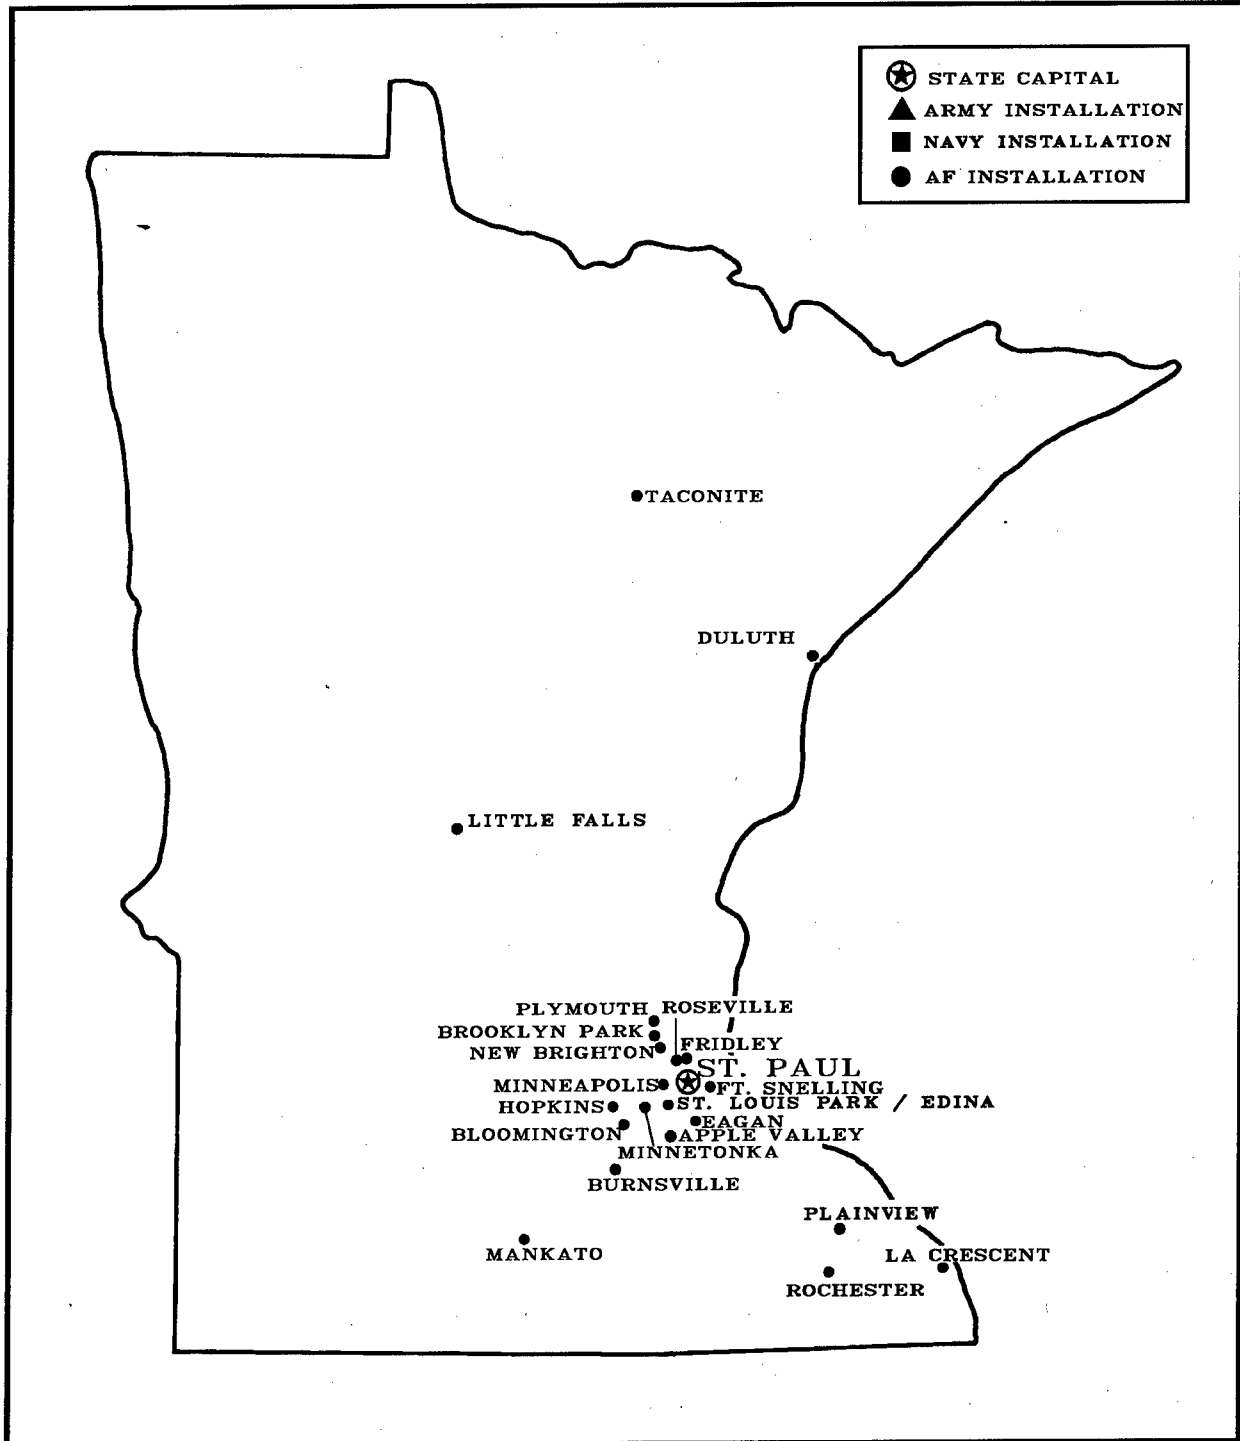 STATE CAPITAL
ARMY INSTALLATION
NAVY INSTALLATION
AF INSTALLATION
TACONITE
DULUTH
LITTLE FALLS
PLYMOUTH
ROSEVILLE
BROOKLYN PARK
FRIDLEY
NEW BRIGHTON
ST. PAUL
MINNEAPOLIS
FT. SNELLING
HOPKINS
ST. LOUIS PARK / EDINA
EAGAN
BLOOMINGTON
APPLE VALLEY
MINNETONKA
BURNSVILLE
PLAINVIEW
MANKATO
LA CRESCENT
ROCHESTER